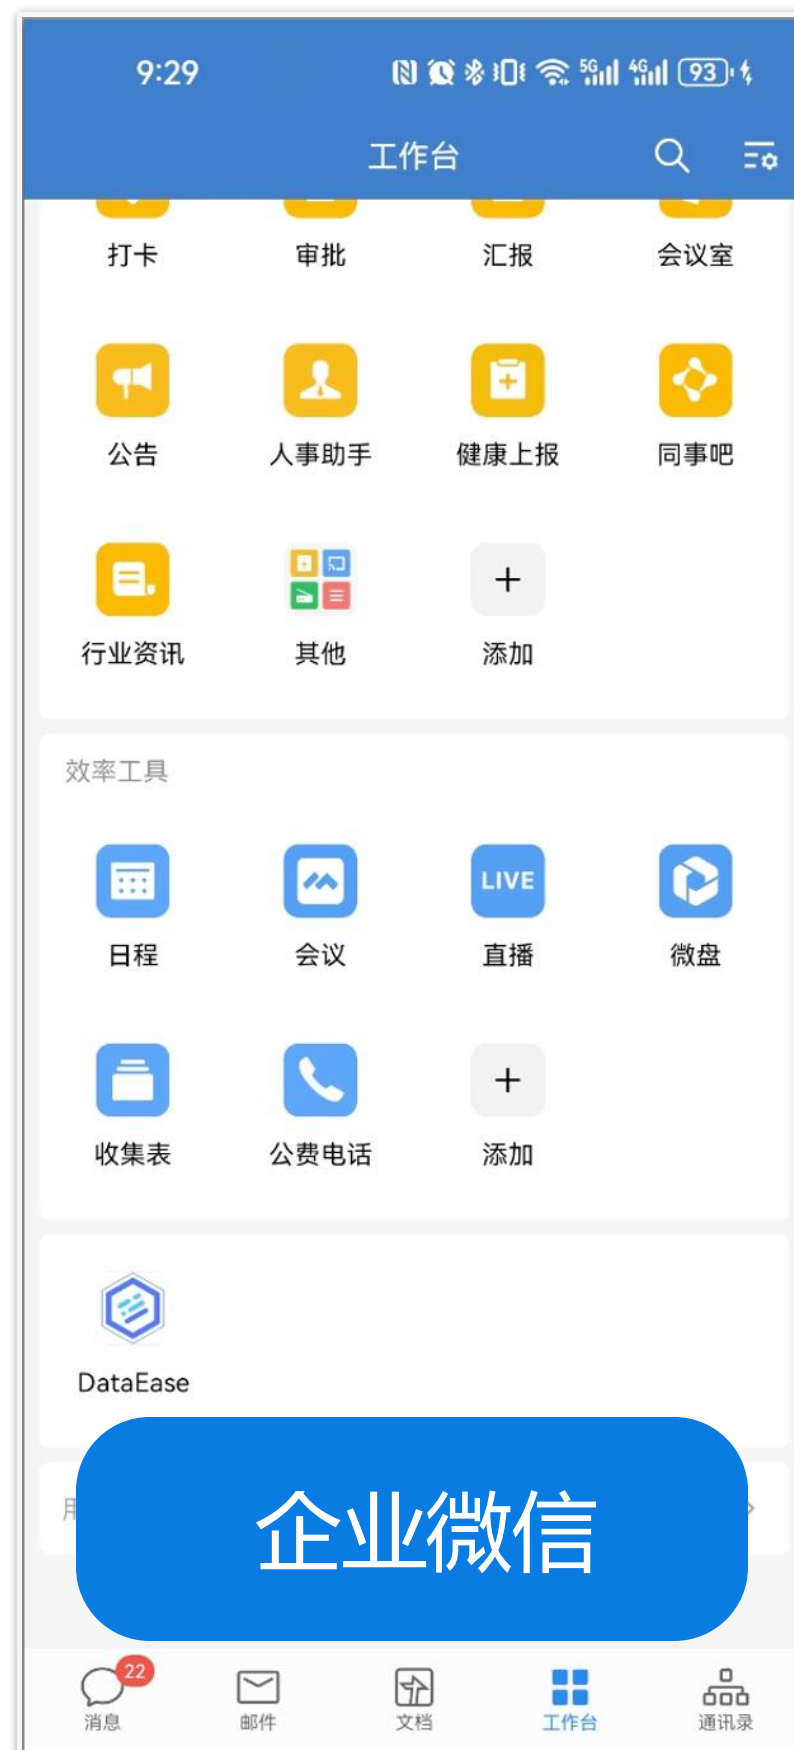 9:29 5G 4G 93
工作台
打卡 审批 汇报 会议室
公告 人事助手 健康上报 同事吧
行业资讯 其他 添加
效率工具
LIVE
日程 会议 直播 微盘
收集表 公费电话 添加
DataEase
企业微信
22
消息 邮件 文档 工作台 通讯录